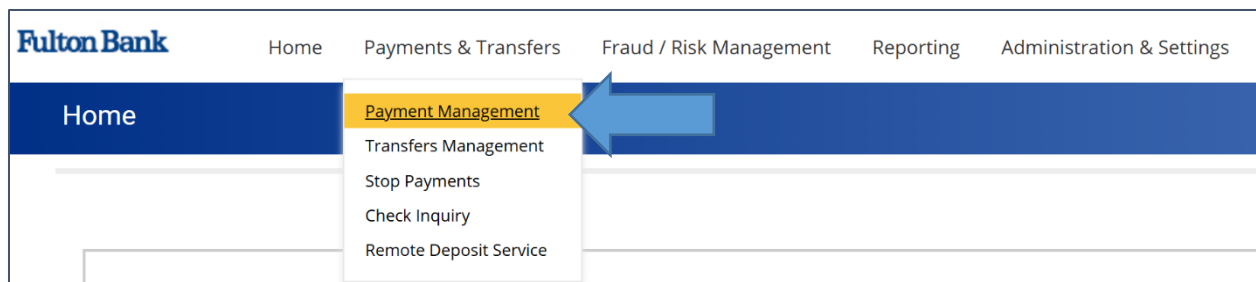 Fulton Bank Home Payments & Transfers Fraud / Risk Management Reporting Administration & Settings
Home
Payment Management
Transfers Management
Stop Payments
Check Inquiry
Remote Deposit Service